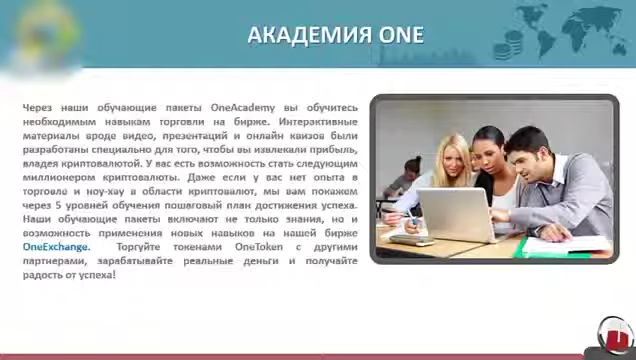 АКАДЕМИЯ ONE
Через наши обучающие пакеты OneAcademy вы обучитесь
необходимым навыкам торговли на бирже. Интерактивные
материалы вроде видео, презентаций и онлайн квизов были
разработаны специально для того, чтобы вы извлекали прибыль,
владея криптовалютой. У вас есть возможность стать следующим
миллионером криптовалюты. Даже если у вас нет опыта в
торговле и ноу-хау в области криптовалют, мы вам покажем
через 5 уровней обучения пошаговый план достижения успеха.
Наши обучающие пакеты включают не только знания, но и
возможность применения новых навыков на нашей бирже
OneExchange. Торгуйте токенами OneToken с другими
партнерами, зарабатывайте реальные деньги и получайте
радость от успеха!